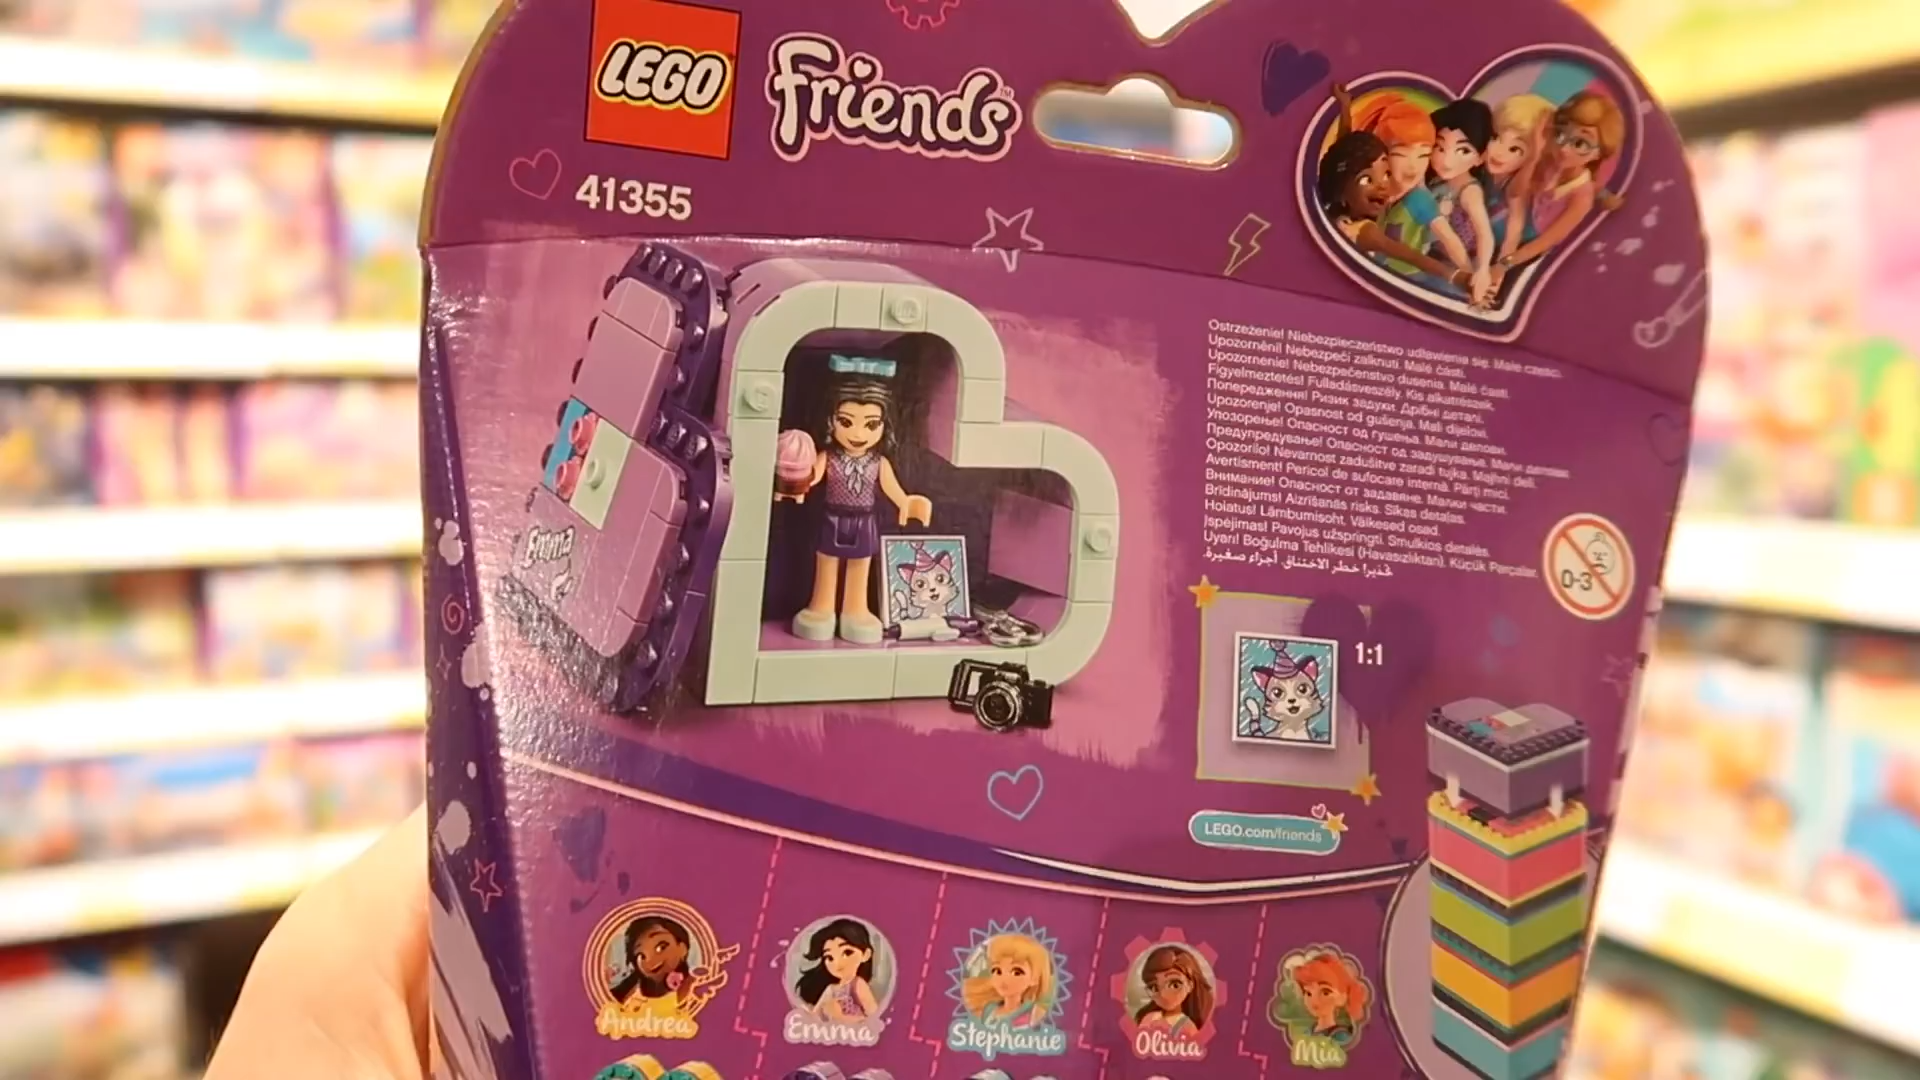 LEGO
Friends™
41355
Ostrzeżenie! Niebezpieczeństwo udławienia się. Małe części.
Upozornění! Nebezpečí zalknutí. Malé části.
Upozornenie! Nebezpečenstvo dusenia. Malé časti.
Figyelmeztetés! Fulladásveszély. Kis alkatrészek.
Попередження! Ризик задухи. Дрібні деталі.
Upozorenje! Opasnost od gušenja. Mali dijelovi.
Упозорење! Опасност од гушења. Мали делови.
Предупредување! Опасност од задушување. Мали делови.
Opozorilo! Nevarnost zadušitve zaradi tujka. Majhni deli.
Avertisment! Pericol de sufocare internă. Părți mici.
Внимание! Опасност от задавяне. Малки части.
Brīdinājums! Aizrīšanās risks. Sīkas detaļas.
Hoiatus! Lämbumisoht. Väikesed osad.
Įspėjimas! Pavojus užspringti. Smulkios detalės.
Uyarı! Boğulma Tehlikesi (Havasızlıktan). Küçük Parçalar.
تحذير! خطر الاختناق. أجزاء صغيرة.
0-3
Emma
1:1
LEGO.com/friends
Andrea
Emma
Stephanie
Olivia
Mia